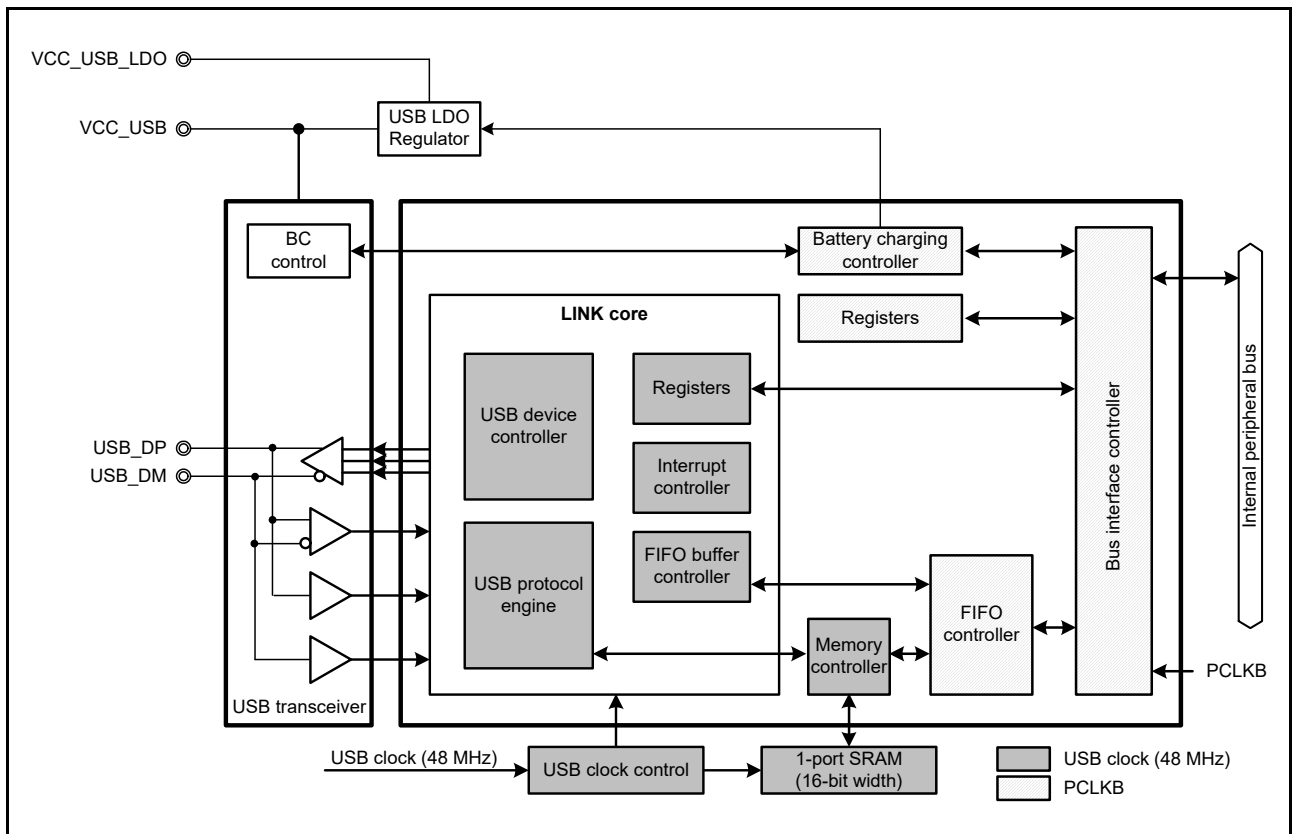 VCC_USB_LDO
VCC_USB
USB LDO
Regulator
BC
control
Battery charging
controller
LINK core
Registers
USB device
controller
Registers
Interrupt
controller
FIFO buffer
controller
USB protocol
engine
Memory
controller
FIFO
controller
Bus interface controller
Internal peripheral bus
USB_DP
USB_DM
USB transceiver
PCLKB
USB clock (48 MHz)
USB clock control
1-port SRAM
(16-bit width)
USB clock (48 MHz)
PCLKB